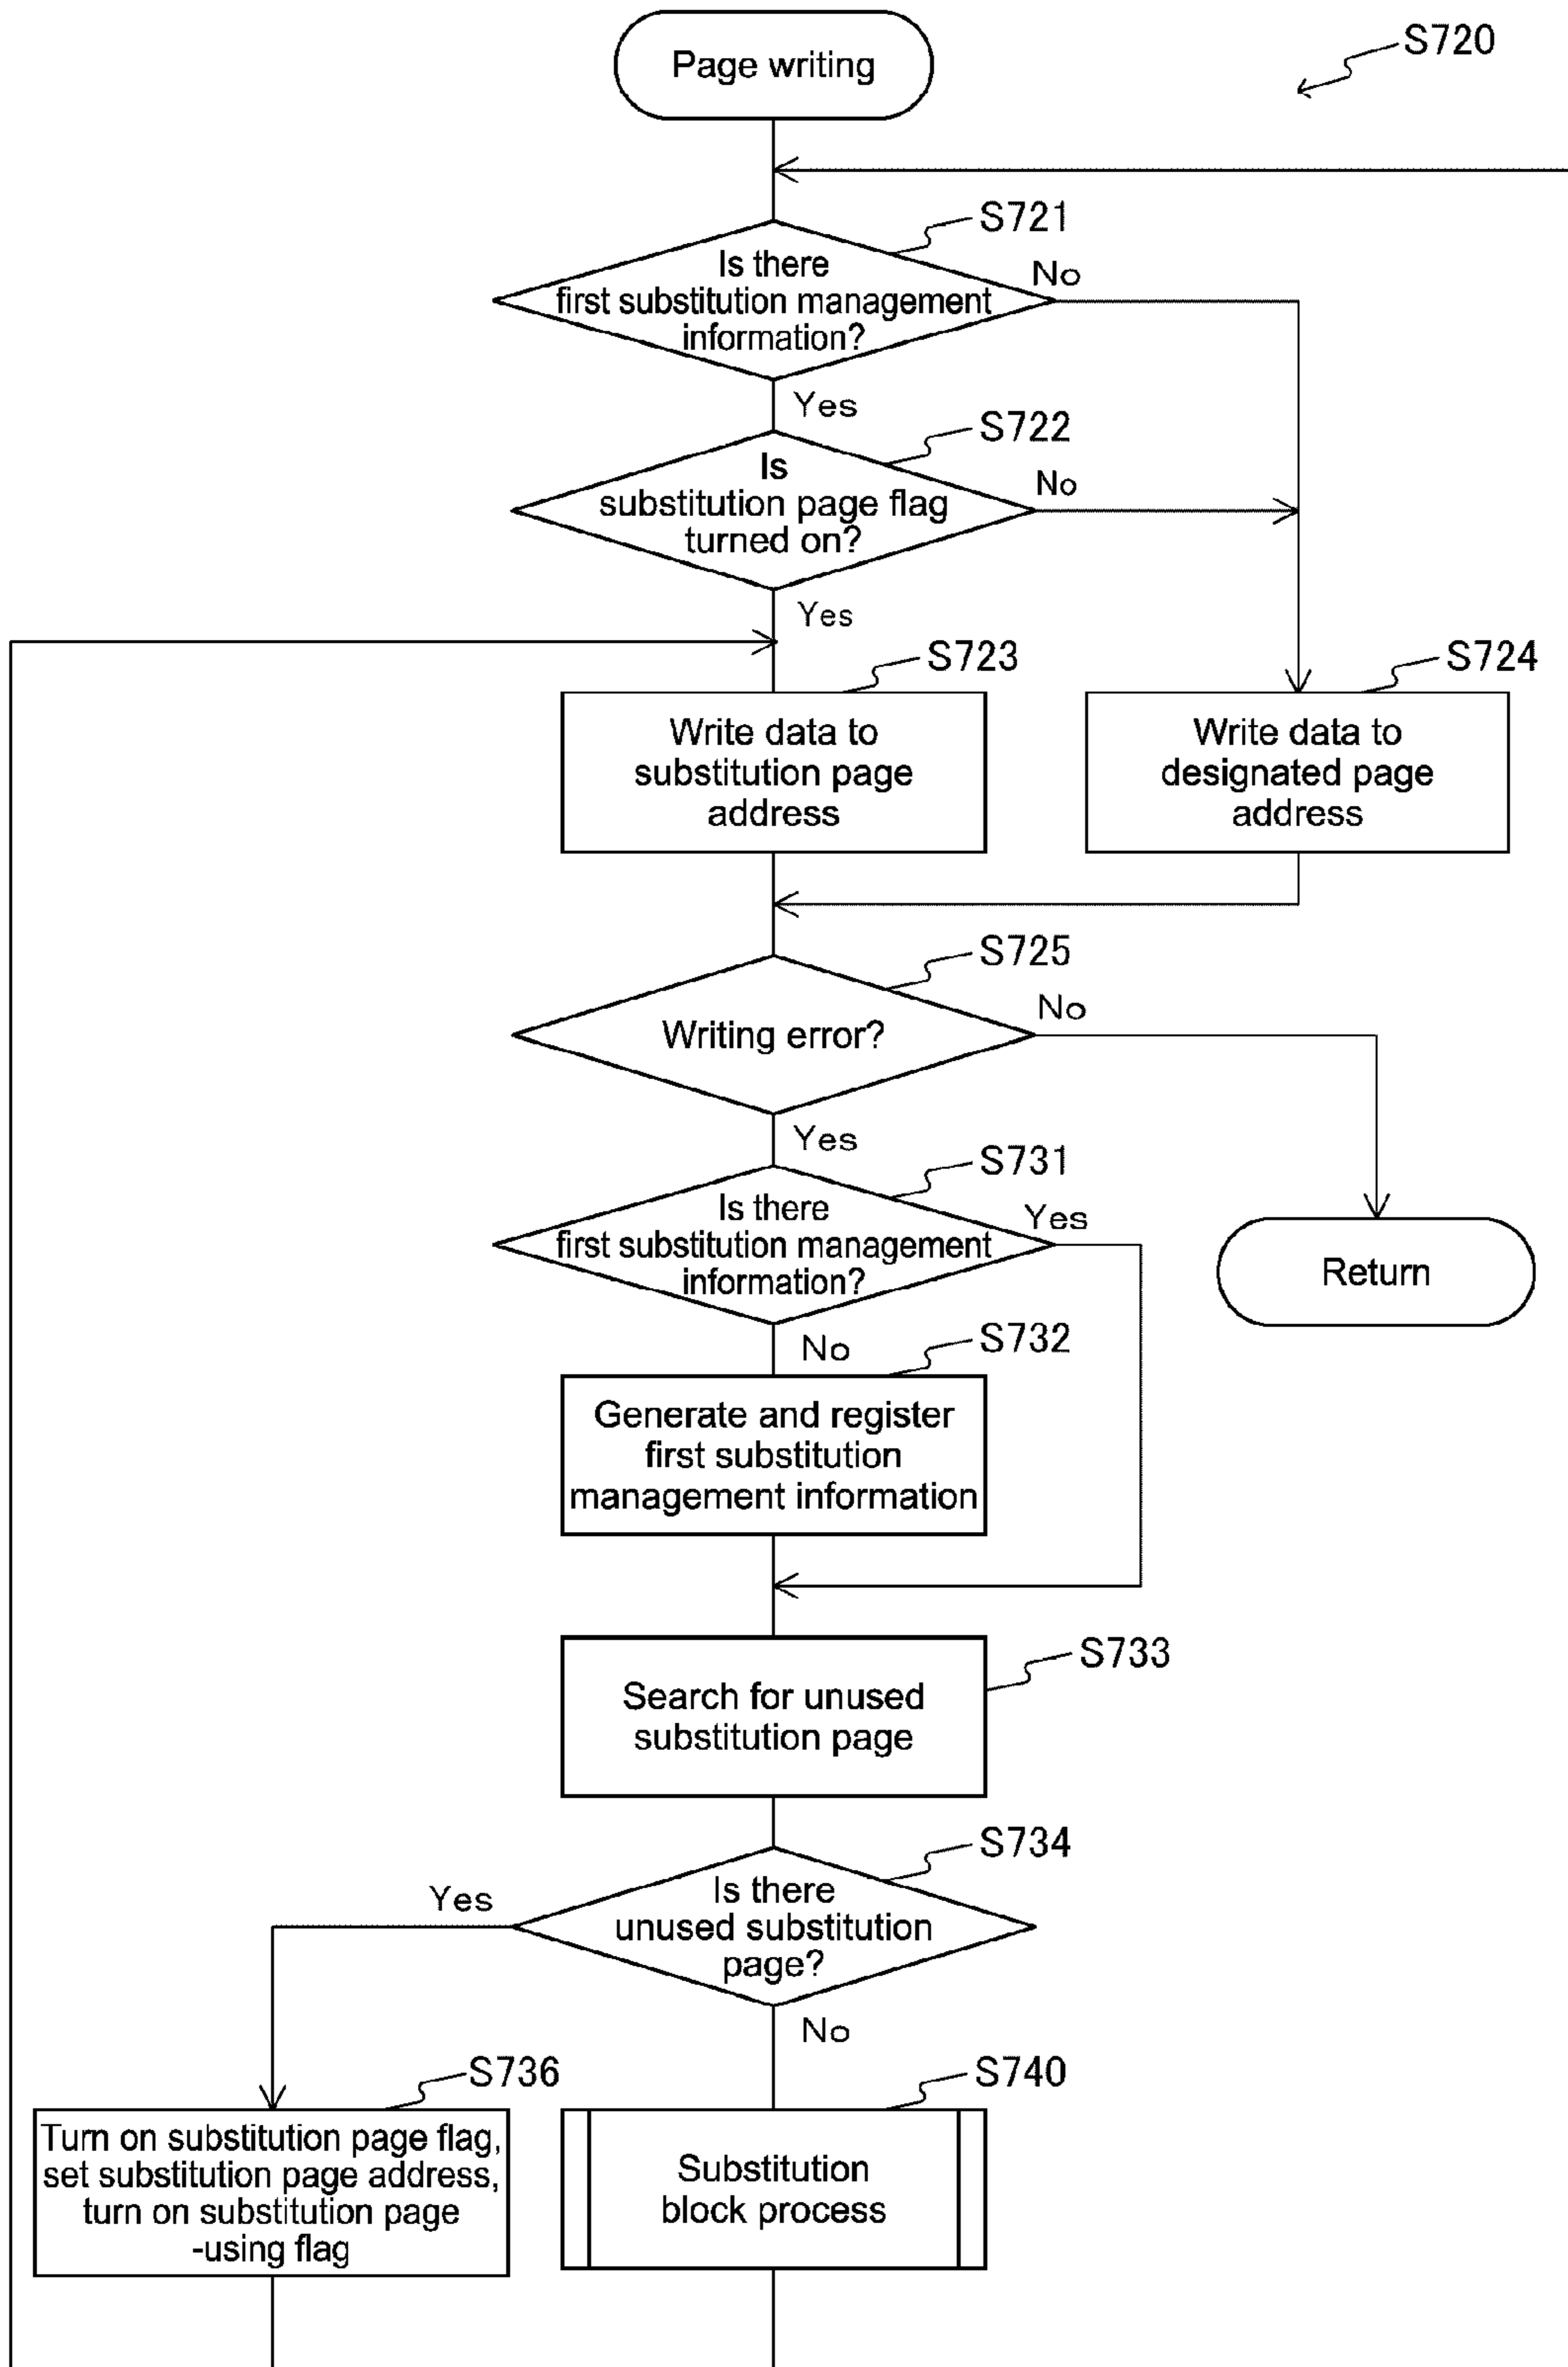 Page writing
S720
S721
Is there
first substitution management
information?
No
Yes
S722
Is
substitution page flag
turned on?
No
Yes
S723
Write data to
substitution page
address
S724
Write data to
designated page
address
S725
Writing error?
No
Yes
S731
Is there
first substitution management
information?
Yes
Return
No
S732
Generate and register
first substitution
management information
S733
Search for unused
substitution page
S734
Is there
unused substitution
page?
Yes
No
S736
Turn on substitution page flag,
set substitution page address,
turn on substitution page
-using flag
S740
Substitution
block process